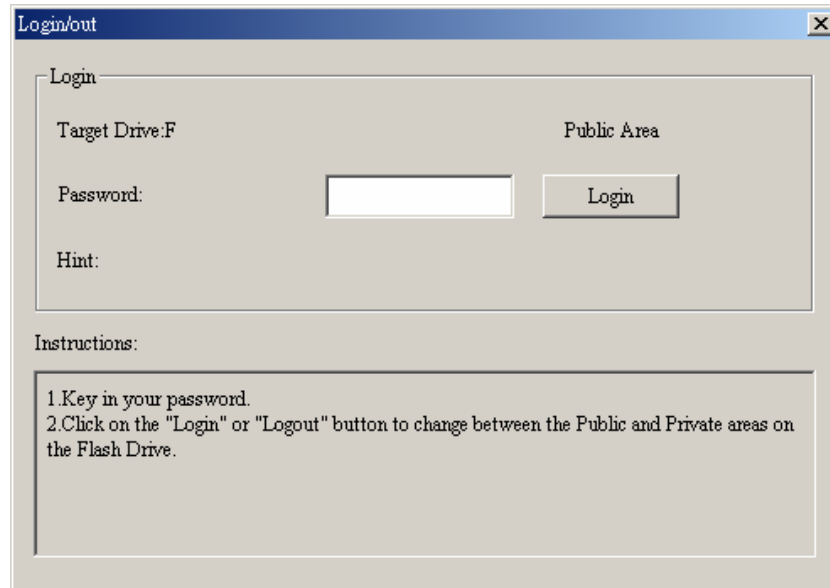 Login/out
Login
Target Drive:F Public Area
Password: Login
Hint:
Instructions:
1.Key in your password.
2.Click on the "Login" or "Logout" button to change between the Public and Private areas on
the Flash Drive.